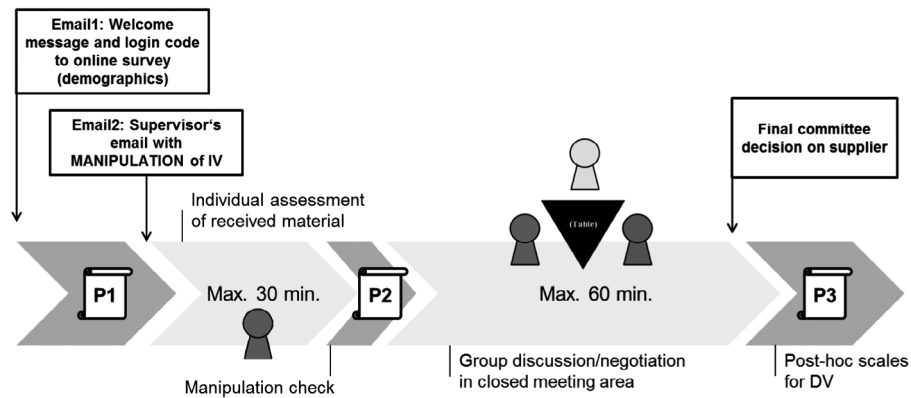 Email1: Welcome
message and login code
to online survey
(demographics)
Email2: Supervisor‘s
email with
MANIPULATION of IV
Final committee
decision on supplier
Individual assessment
of received material
(Table)
P1
Max. 30 min.
P2
Max. 60 min.
P3
Manipulation check
Group discussion/negotiation
in closed meeting area
Post-hoc scales
for DV